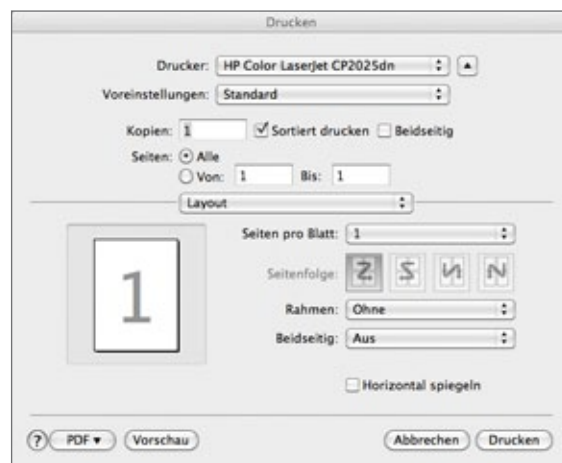 Drucken
Drucker: HP Color LaserJet CP2025dn
Voreinstellungen: Standard
Kopien: 1 Sortiert drucken Beidseitig
Seiten: Alle
Von: 1 Bis: 1
Layout
Seiten pro Blatt: 1
1
Seitenfolge:
Rahmen: Ohne
Beidseitig: Aus
Horizontal spiegeln
? PDF Vorschau Abbrechen Drucken